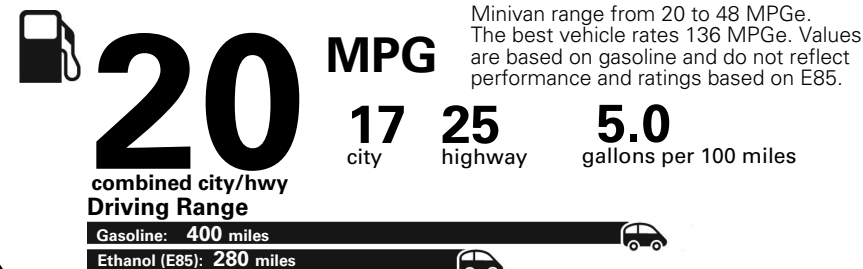 Minivan range from 20 to 48 MPGe.
The best vehicle rates 136 MPGe. Values
are based on gasoline and do not reflect
performance and ratings based on E85.
20 MPG
combined city/hwy
17 25 5.0
city highway gallons per 100 miles
Driving Range
Gasoline: 400 miles
Ethanol (E85): 280 miles